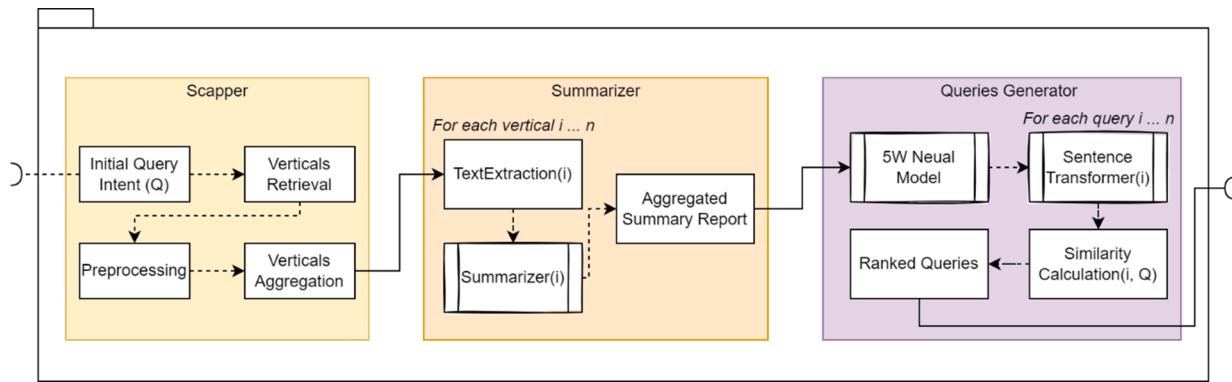 Scapper
Initial Query
Intent (Q)
Verticals
Retrieval
Preprocessing
Verticals
Aggregation
Summarizer
For each vertical i ... n
TextExtraction(i)
Summarizer(i)
Aggregated
Summary Report
Queries Generator
For each query i ... n
5W Neual
Model
Sentence
Transformer(i)
Ranked Queries
Similarity
Calculation(i, Q)